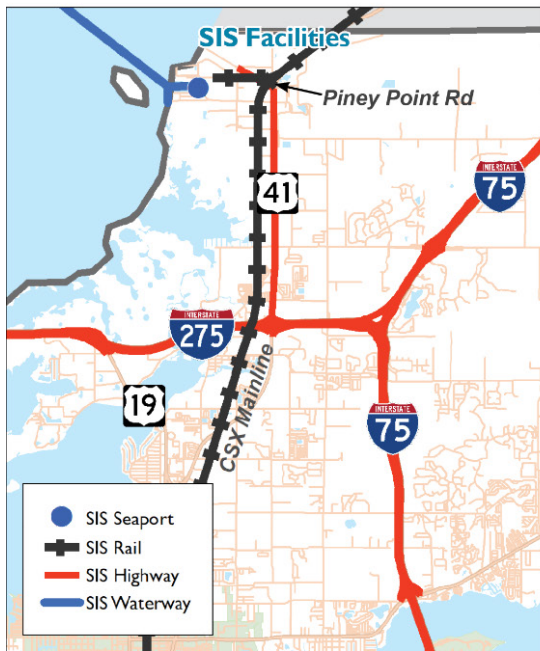 SIS Facilities
Piney Point Rd
41
INTERSTATE
75
INTERSTATE
275
CSX Mainline
19
INTERSTATE
75
SIS Seaport
SIS Rail
SIS Highway
SIS Waterway